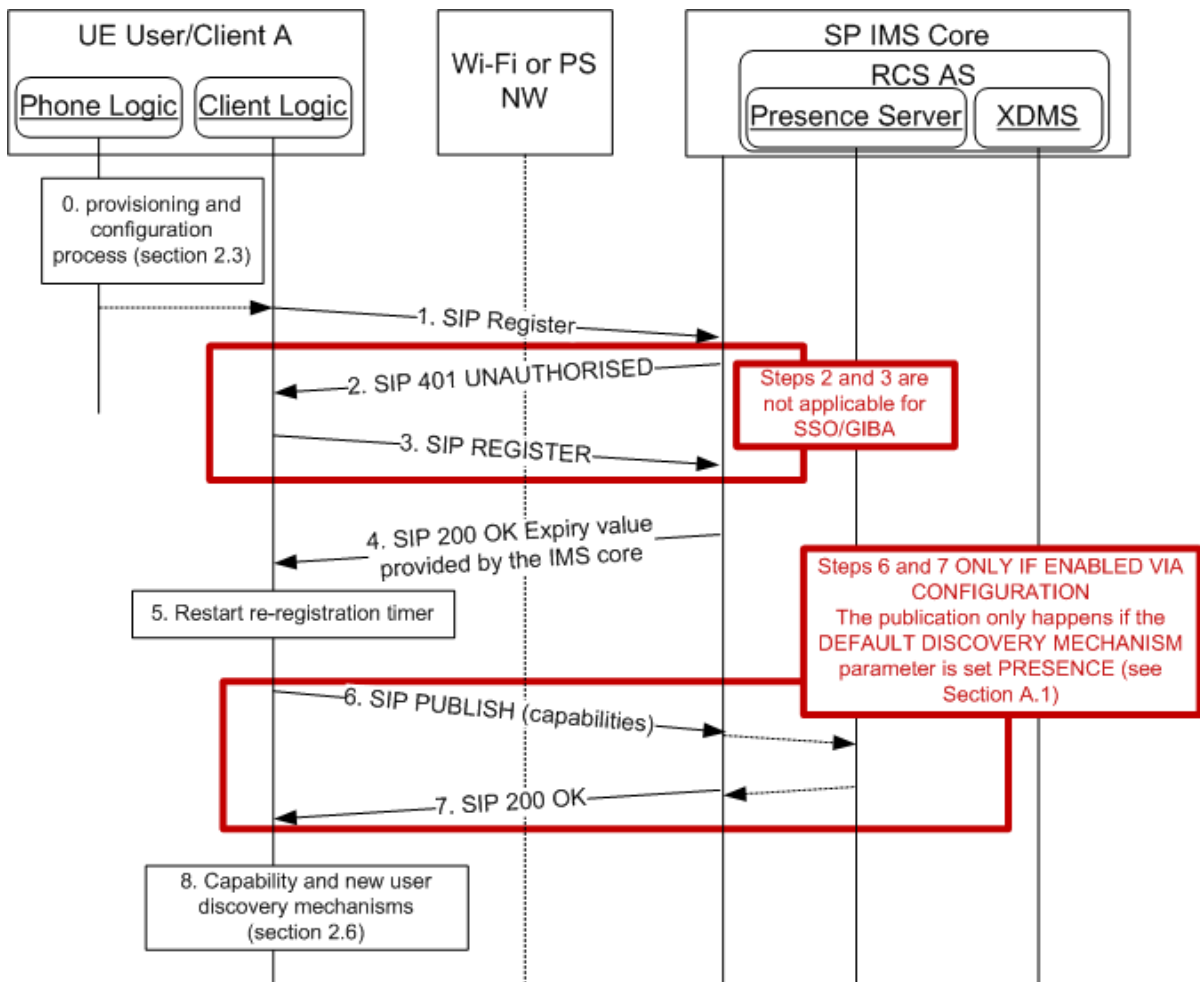 UE User/Client A
Phone Logic
Client Logic
Wi-Fi or PS
NW
SP IMS Core
RCS AS
Presence Server
XDMS
0. provisioning and
configuration
process (section 2.3)
1. SIP Register
2. SIP 401 UNAUTHORISED
Steps 2 and 3 are
not applicable for
SSO/GIBA
3. SIP REGISTER
4. SIP 200 OK Expiry value
provided by the IMS core
5. Restart re-registration timer
Steps 6 and 7 ONLY IF ENABLED VIA
CONFIGURATION
The publication only happens if the
DEFAULT DISCOVERY MECHANISM
parameter is set PRESENCE (see
Section A.1)
6. SIP PUBLISH (capabilities)
7. SIP 200 OK
8. Capability and new user
discovery mechanisms
(section 2.6)